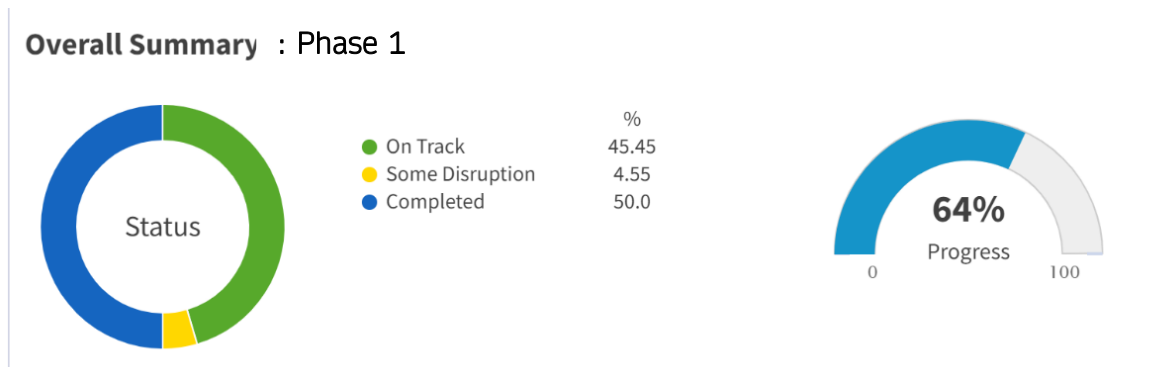 Overall Summary : Phase 1
%
On Track 45.45
Some Disruption 4.55
Completed 50.0
Status
64%
Progress
0 100